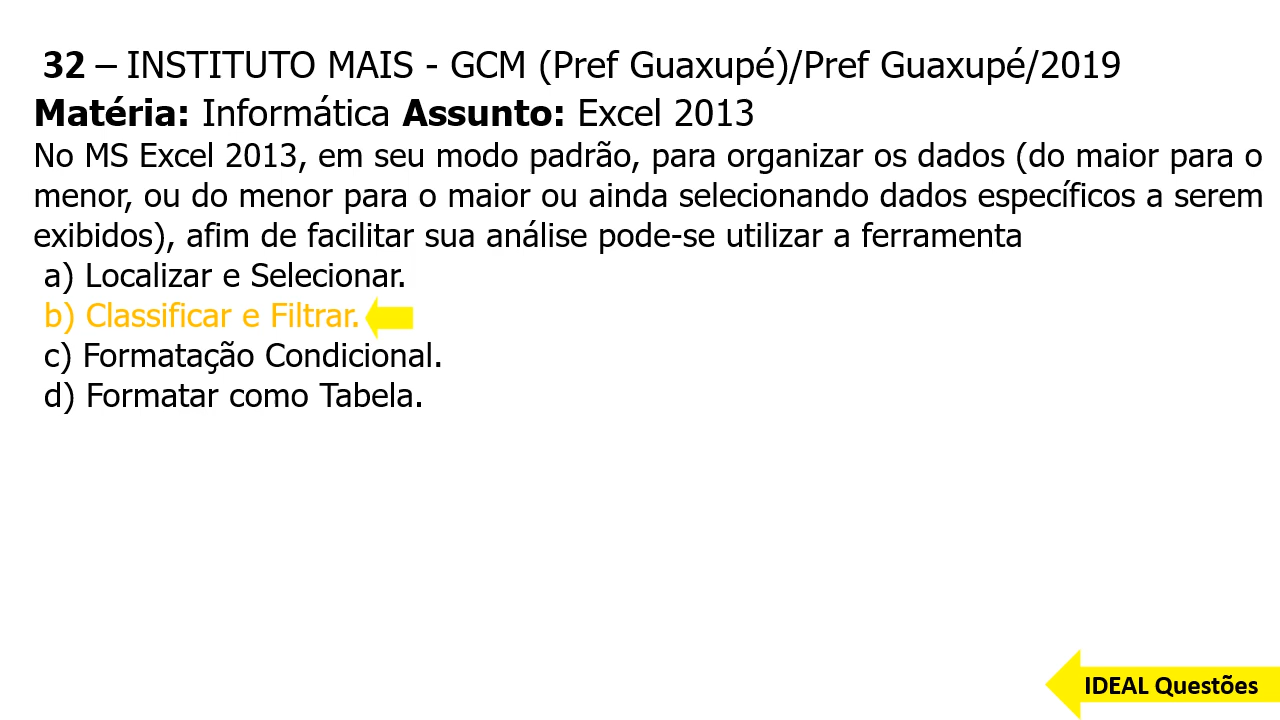 32 – INSTITUTO MAIS - GCM (Pref Guaxupé)/Pref Guaxupé/2019
Matéria: Informática Assunto: Excel 2013
No MS Excel 2013, em seu modo padrão, para organizar os dados (do maior para o
menor, ou do menor para o maior ou ainda selecionando dados específicos a serem
exibidos), afim de facilitar sua análise pode-se utilizar a ferramenta
a) Localizar e Selecionar.
b) Classificar e Filtrar.
c) Formatação Condicional.
d) Formatar como Tabela.
IDEAL Questões